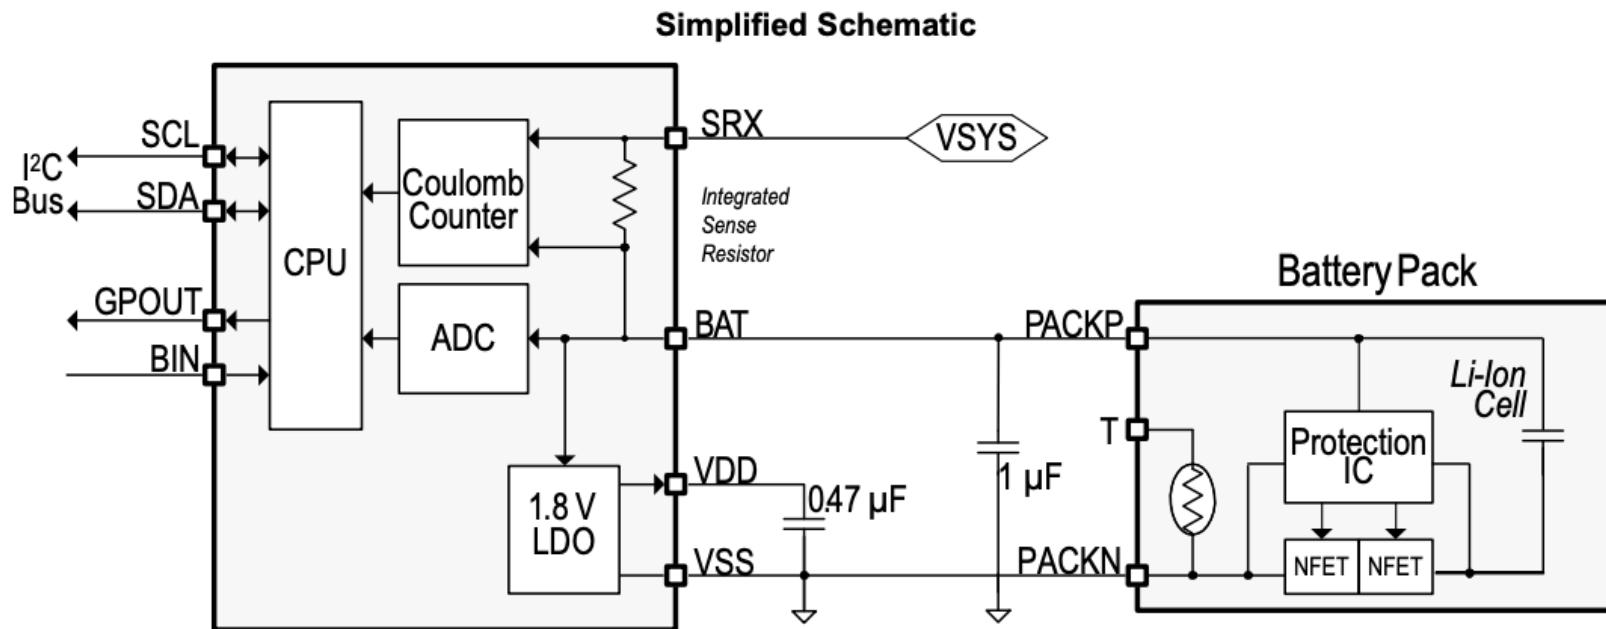 Simplified Schematic
SCL
I²C
Bus
SDA
GPOUT
BIN
CPU
Coulomb
Counter
ADC
1.8 V
LDO
SRX
VSYS
Integrated
Sense
Resistor
BAT
VDD
0.47 µF
VSS
1 µF
Battery Pack
PACKP
T
PACKN
Li-Ion
Cell
Protection
IC
NFET
NFET